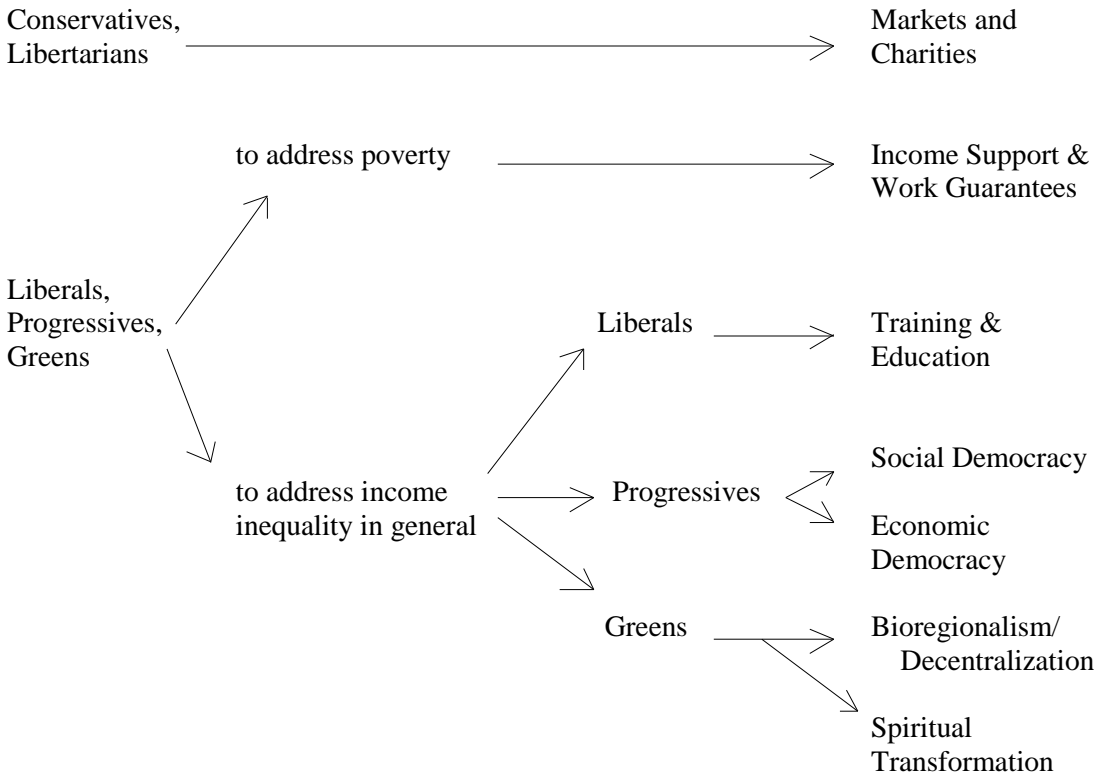 Conservatives,
Libertarians
Markets and
Charities
to address poverty
Income Support &
Work Guarantees
Liberals,
Progressives,
Greens
Liberals
Training &
Education
to address income
inequality in general
Progressives
Social Democracy
Economic
Democracy
Greens
Bioregionalism/
Decentralization
Spiritual
Transformation